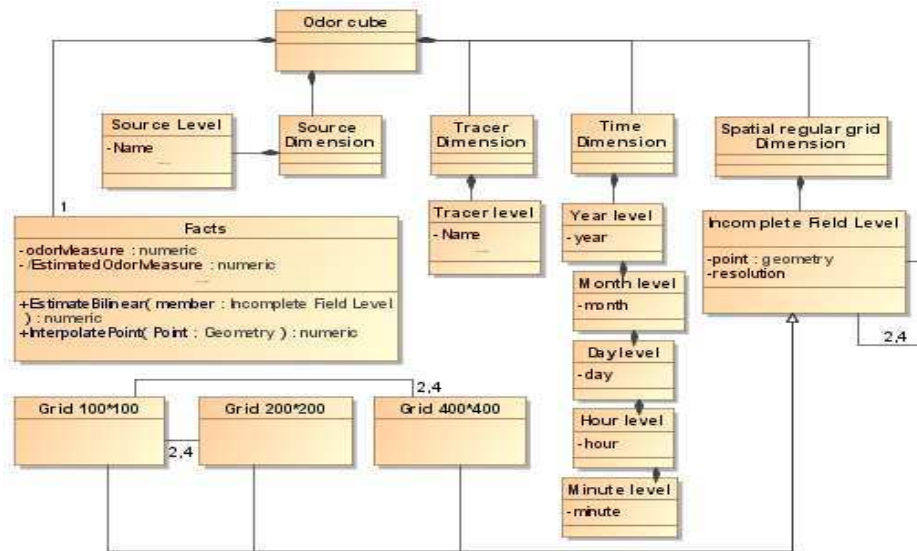 Odor cube
Source Level
-Name
....
Source
Dimension
Tracer
Dimension
Time
Dimension
Spatial regular grid
Dimension
1
Facts
-odorMeasure : numeric
-/EstimatedOdorMeasure : numeric
....
+EstimateBilinear( member : Incomplete Field Level
) : numeric
+InterpolatePoint( Point : Geometry ) : numeric
Tracer level
- Name
....
Year level
-year
Month level
-month
Day level
-day
Hour level
-hour
Minute level
-minute
Incomplete Field Level
-point : geometry
-resolution
2,4
2,4
Grid 100*100
Grid 200*200
Grid 400*400
2,4